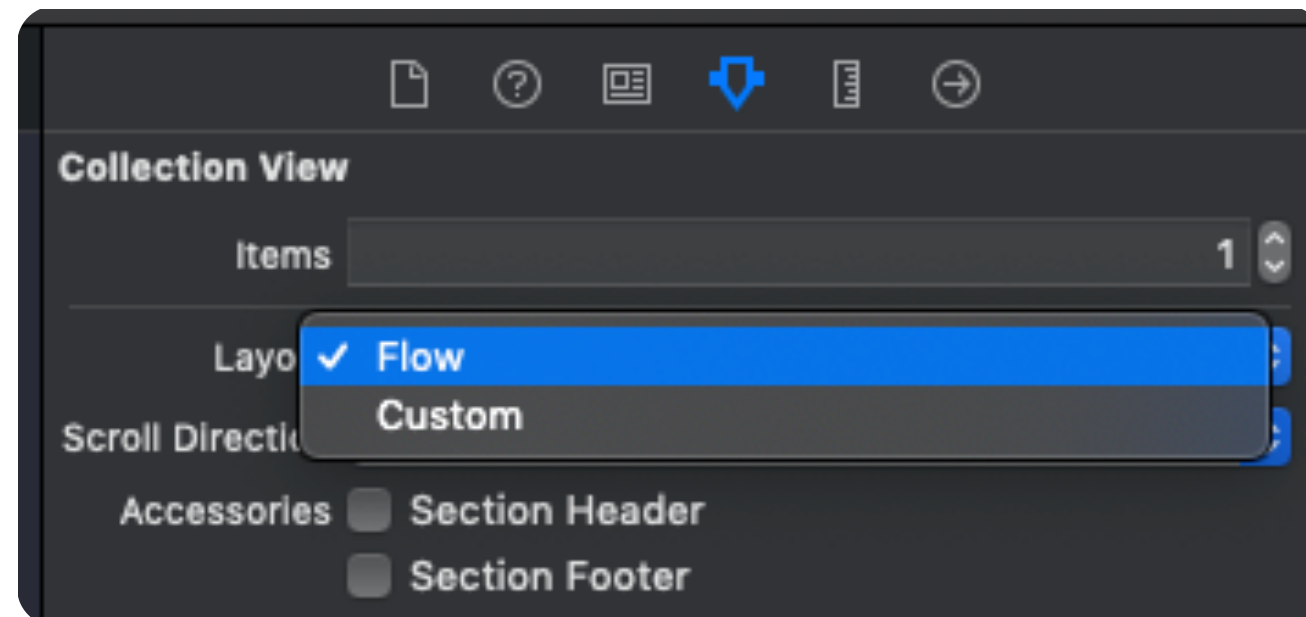 Collection View
Items 1
Layo ✓ Flow
Custom
Scroll Directio
Accessories Section Header
Section Footer